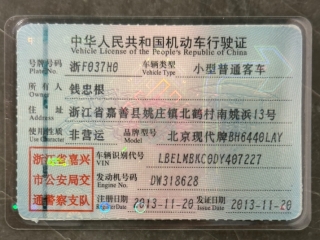 中华人民共和国机动车行驶证
Vehicle License of the People's Republic of China
号牌号码 浙F037H0 车辆类型 小型普通客车
Plate No. Vehicle Type
所有人 钱忠根
Owner
住址 浙江省嘉善县姚庄镇北鹤村南姚浜13号
Address
使用性质 非营运 品牌型号 北京现代牌BH6440LAY
Use Character Model
浙江省嘉兴
市公安局交
通警察支队
车辆识别代号 LBELMBKC0DY407227
VIN
发动机号码 DW318628
Engine No.
注册日期 2013-11-20 发证日期 2013-11-20
Register Date Issue Date